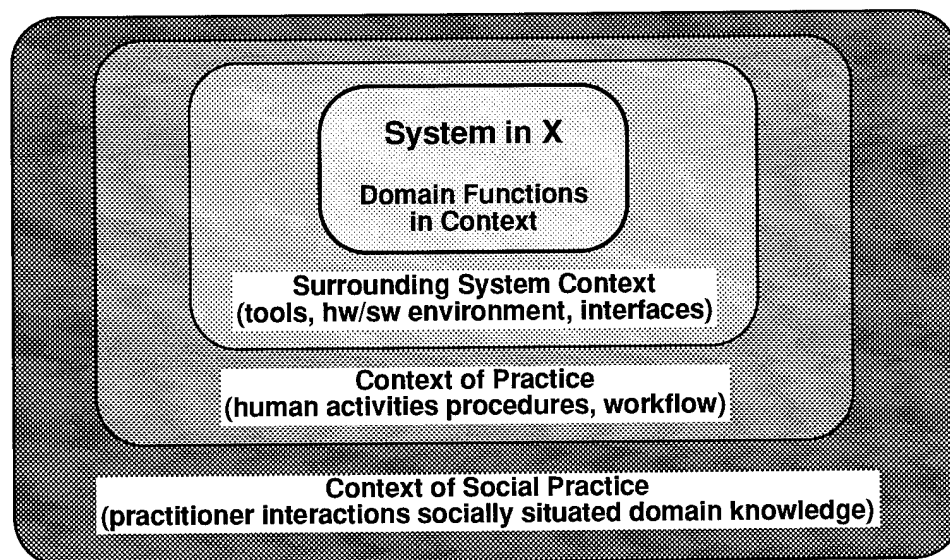 System in X
Domain Functions
in Context
Surrounding System Context
(tools, hw/sw environment, interfaces)
Context of Practice
(human activities procedures, workflow)
Context of Social Practice
(practitioner interactions socially situated domain knowledge)